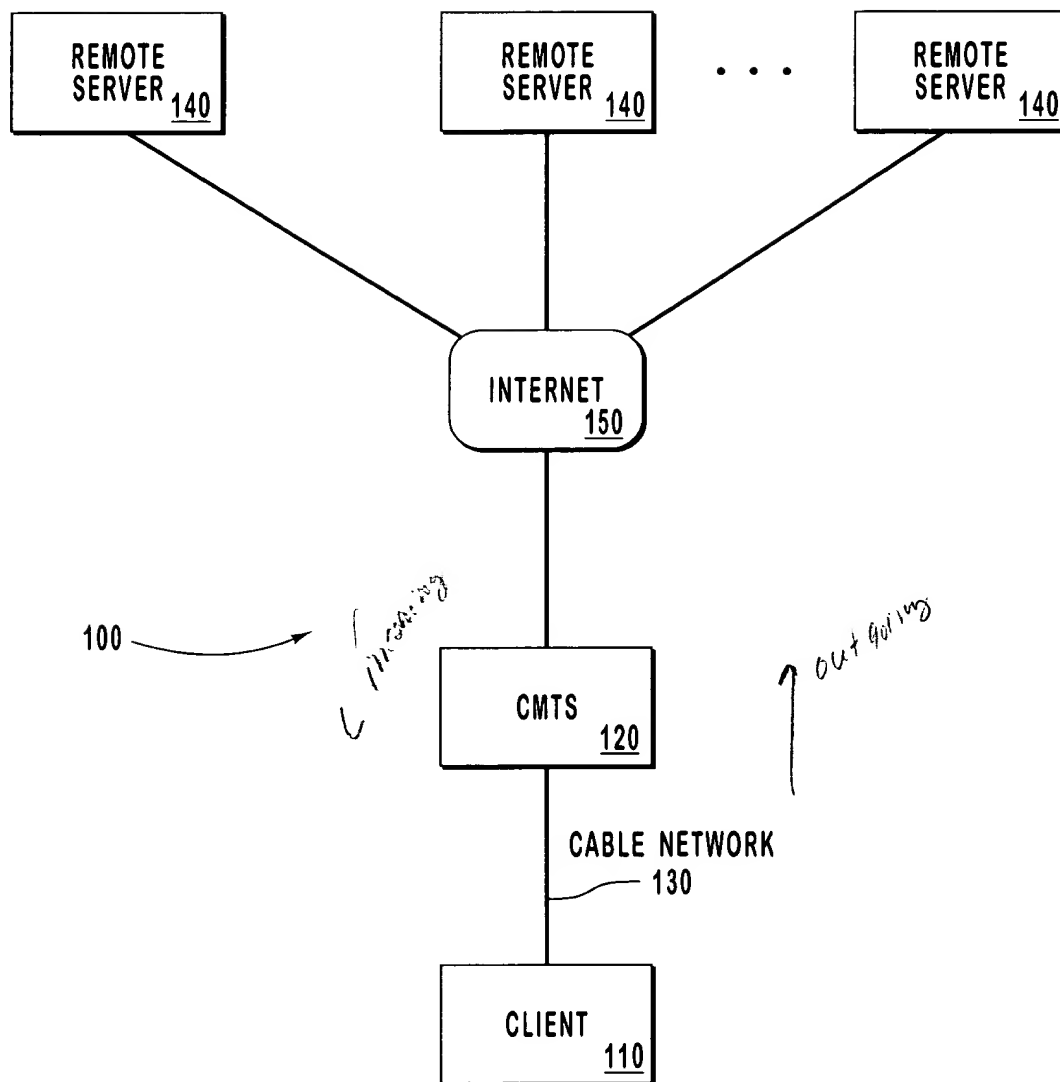 REMOTE
SERVER
140
REMOTE
SERVER
140
. . .
REMOTE
SERVER
140
INTERNET
150
incoming
outgoing
100
CMTS
120
CABLE NETWORK
130
CLIENT
110